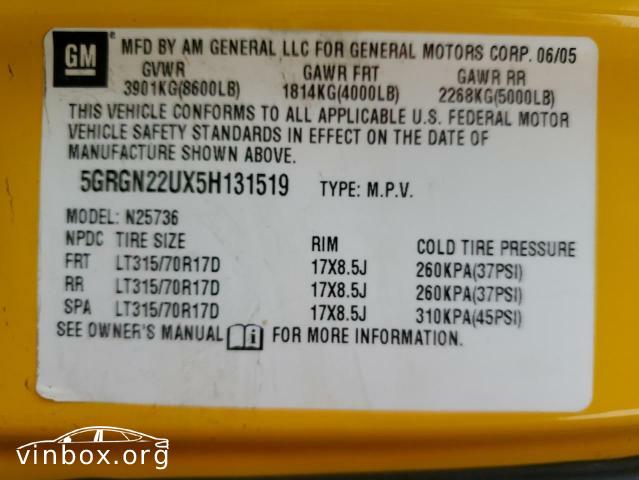 GM
MFD BY AM GENERAL LLC FOR GENERAL MOTORS CORP. 06/05
GVWR GAWR FRT GAWR RR
3901KG(8600LB) 1814KG(4000LB) 2268KG(5000LB)
THIS VEHICLE CONFORMS TO ALL APPLICABLE U.S. FEDERAL MOTOR
VEHICLE SAFETY STANDARDS IN EFFECT ON THE DATE OF
MANUFACTURE SHOWN ABOVE.
5GRGN22UX5H131519 TYPE: M.P.V.
MODEL: N25736
NPDC TIRE SIZE RIM COLD TIRE PRESSURE
FRT LT315/70R17D 17X8.5J 260KPA(37PSI)
RR LT315/70R17D 17X8.5J 260KPA(37PSI)
SPA LT315/70R17D 17X8.5J 310KPA(45PSI)
SEE OWNER'S MANUAL FOR MORE INFORMATION.
vinbox.org